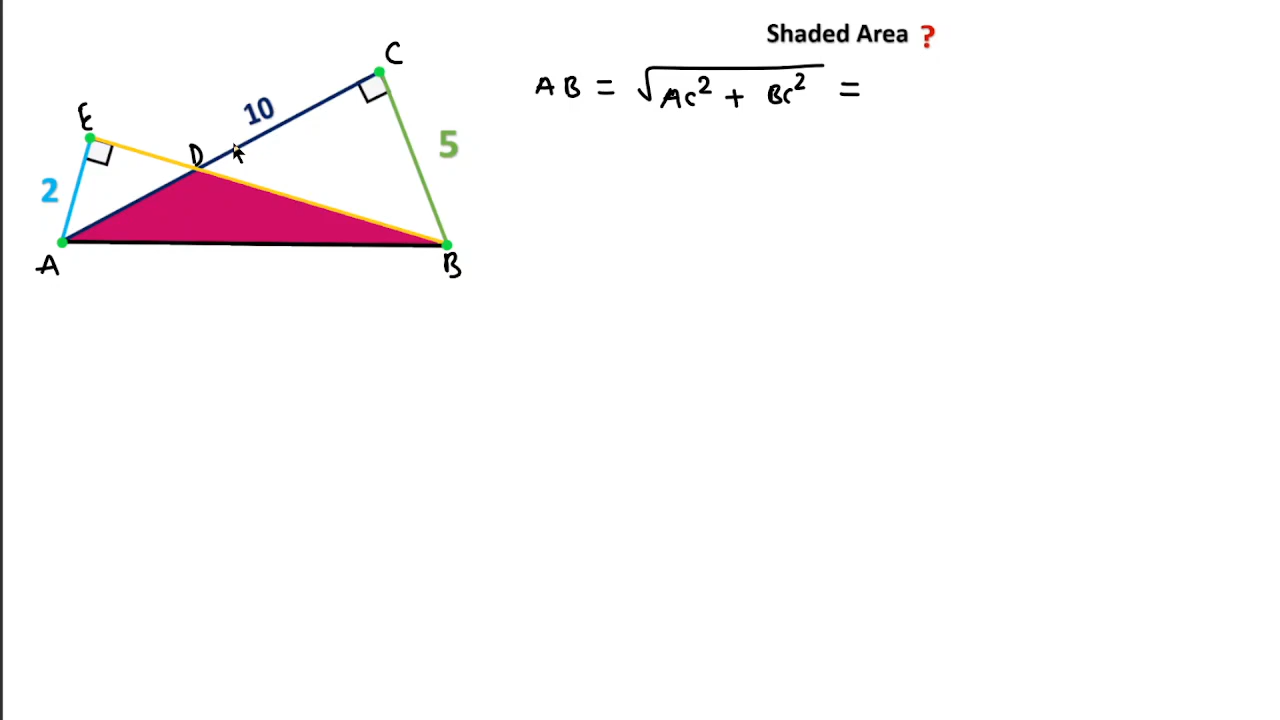 Shaded Area ?
C
AB = √AC² + BC² =
10
E
D
5
2
A
B